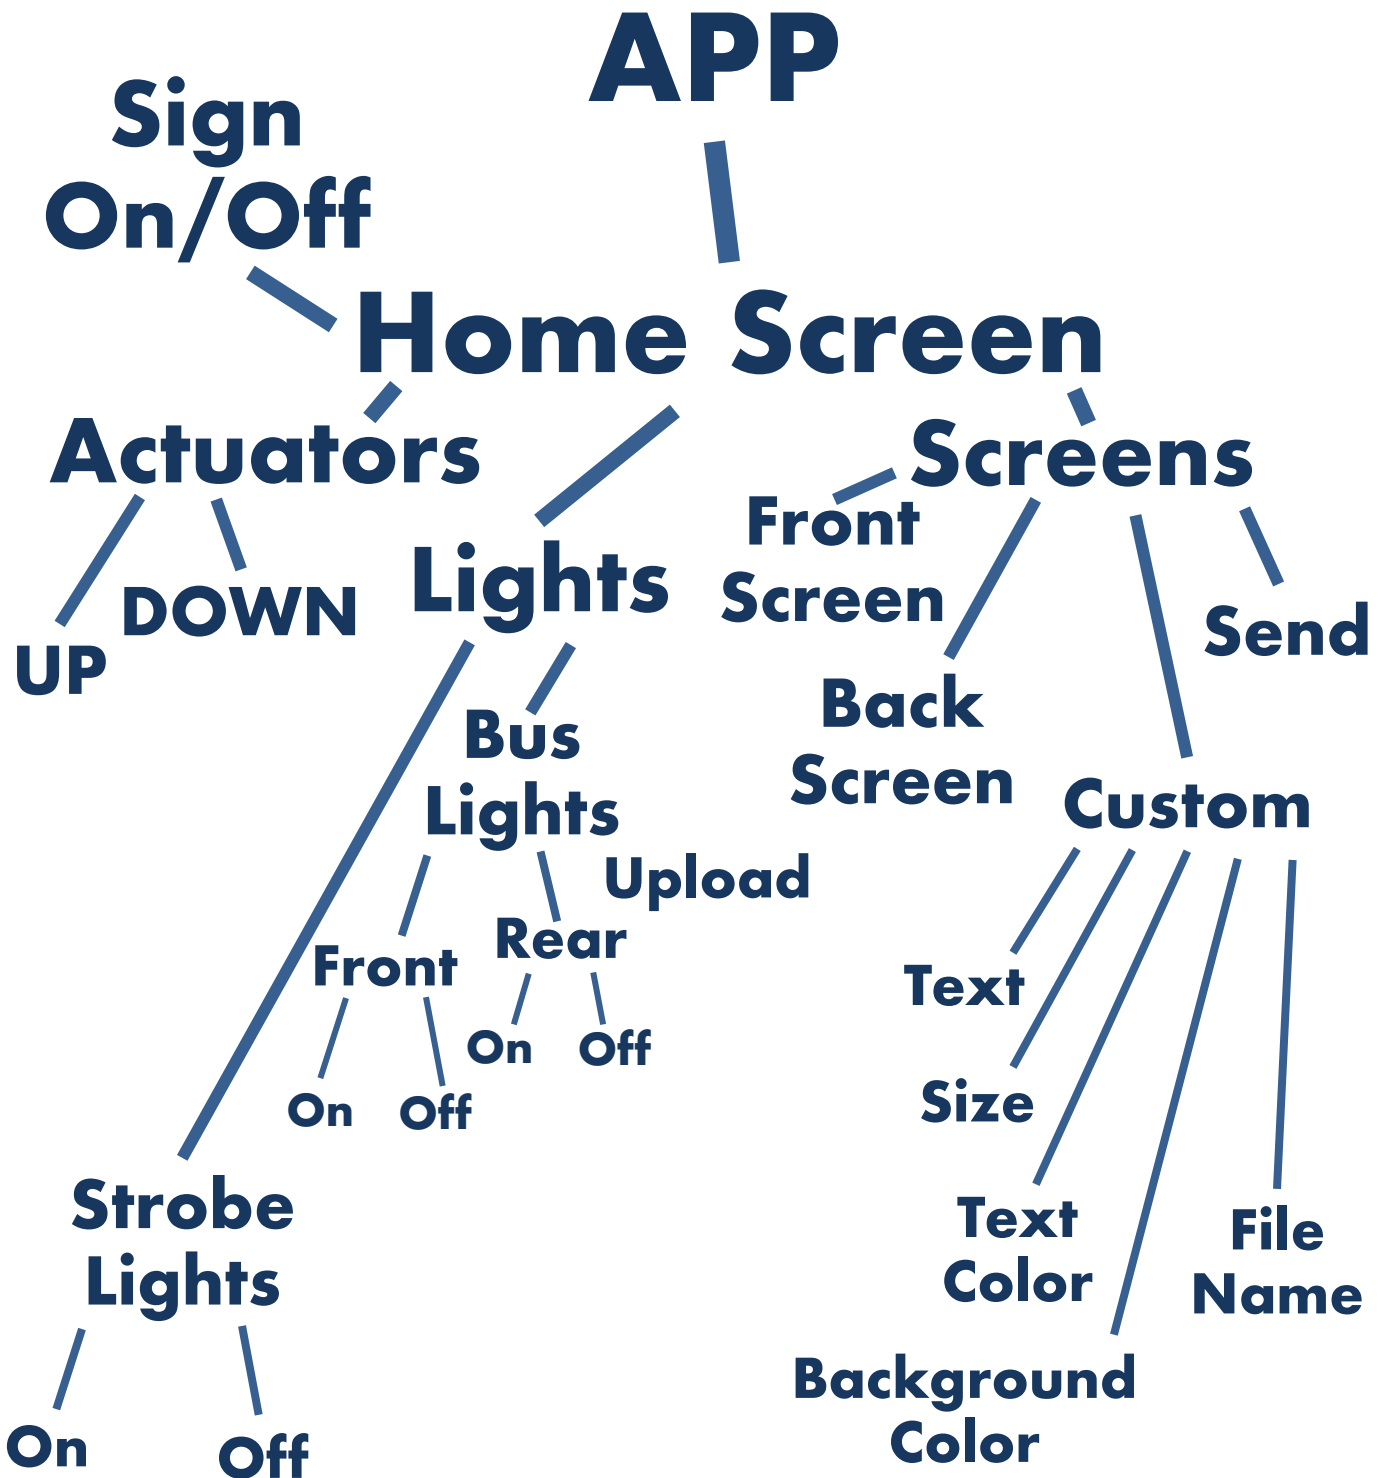 APP
Sign
On/Off
Home Screen
Actuators
UP
DOWN
Lights
Bus
Lights
Front
On
Off
Rear
On
Off
Upload
Strobe
Lights
On
Off
Screens
Front
Screen
Back
Screen
Custom
Send
Text
Size
Text
Color
Background
Color
File
Name